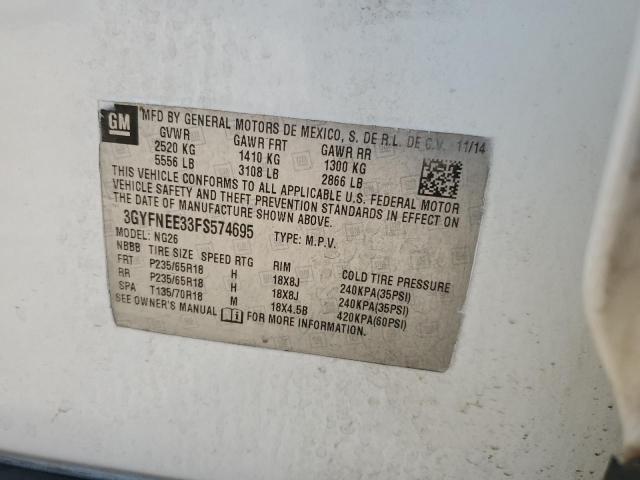 GM
MFD BY GENERAL MOTORS DE MEXICO, S. DE R.L. DE C.V. 11/14
GVWR GAWR FRT GAWR RR
2520 KG 1410 KG 1300 KG
5556 LB 3108 LB 2866 LB
THIS VEHICLE CONFORMS TO ALL APPLICABLE U.S. FEDERAL MOTOR
VEHICLE SAFETY AND THEFT PREVENTION STANDARDS IN EFFECT ON
THE DATE OF MANUFACTURE SHOWN ABOVE.
3GYFNEE33FS574695 TYPE: M.P.V.
MODEL: NG26
NBBB TIRE SIZE SPEED RTG RIM COLD TIRE PRESSURE
FRT P235/65R18 H 18X8J 240KPA(35PSI)
RR P235/65R18 H 18X8J 240KPA(35PSI)
SPA T135/70R18 M 18X4.5B 420KPA(60PSI)
SEE OWNER'S MANUAL FOR MORE INFORMATION.